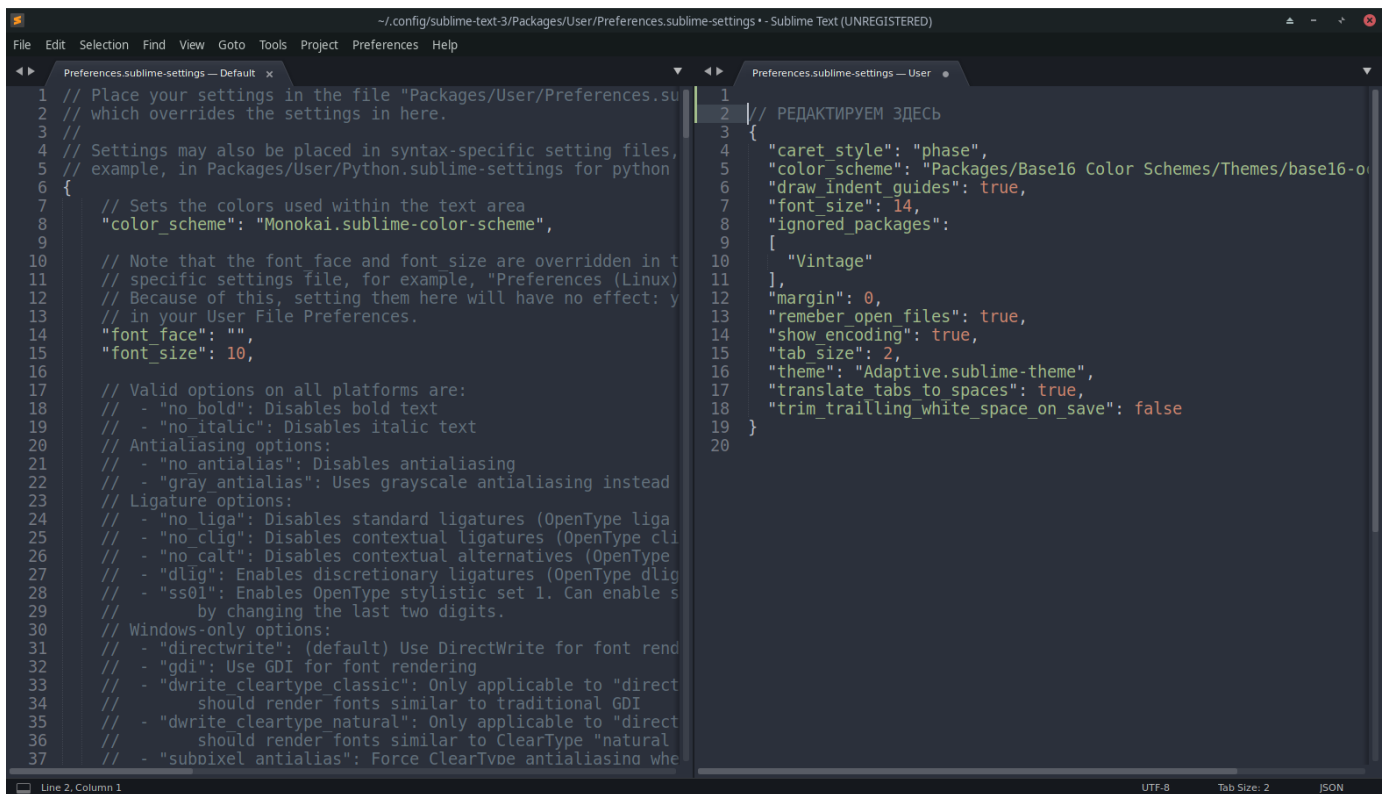 ~/.config/sublime-text-3/Packages/User/Preferences.sublime-settings • - Sublime Text (UNREGISTERED)
File Edit Selection Find View Goto Tools Project Preferences Help
Preferences.sublime-settings — Default
1 // Place your settings in the file "Packages/User/Preferences.su
2 // which overrides the settings in here.
3 //
4 // Settings may also be placed in syntax-specific setting files,
5 // example, in Packages/User/Python.sublime-settings for python
6 {
7 // Sets the colors used within the text area
8 "color_scheme": "Monokai.sublime-color-scheme",
9
10 // Note that the font_face and font_size are overridden in t
11 // specific settings file, for example, "Preferences (Linux)
12 // Because of this, setting them here will have no effect: y
13 // in your User File Preferences.
14 "font_face": "",
15 "font_size": 10,
16
17 // Valid options on all platforms are:
18 // - "no_bold": Disables bold text
19 // - "no_italic": Disables italic text
20 // Antialiasing options:
21 // - "no_antialias": Disables antialiasing
22 // - "gray_antialias": Uses grayscale antialiasing instead
23 // Ligature options:
24 // - "no_liga": Disables standard ligatures (OpenType liga
25 // - "no_clig": Disables contextual ligatures (OpenType cli
26 // - "no_calt": Disables contextual alternatives (OpenType
27 // - "dlig": Enables discretionary ligatures (OpenType dlig
28 // - "ss01": Enables OpenType stylistic set 1. Can enable s
29 // by changing the last two digits.
30 // Windows-only options:
31 // - "directwrite": (default) Use DirectWrite for font rend
32 // - "gdi": Use GDI for font rendering
33 // - "dwrite_cleartype_classic": Only applicable to "direct
34 // should render fonts similar to traditional GDI
35 // - "dwrite_cleartype_natural": Only applicable to "direct
36 // should render fonts similar to ClearType "natural
37 // - "subpixel_antialias": Force ClearType antialiasing whe
Preferences.sublime-settings — User
1
2 // РЕДАКТИРУЕМ ЗДЕСЬ
3 {
4 "caret_style": "phase",
5 "color_scheme": "Packages/Base16 Color Schemes/Themes/base16-o
6 "draw_indent_guides": true,
7 "font_size": 14,
8 "ignored_packages":
9 [
10 "Vintage"
11 ],
12 "margin": 0,
13 "remeber_open_files": true,
14 "show_encoding": true,
15 "tab_size": 2,
16 "theme": "Adaptive.sublime-theme",
17 "translate_tabs_to_spaces": true,
18 "trim_trailling_white_space_on_save": false
19 }
20
Line 2, Column 1
UTF-8
Tab Size: 2
JSON